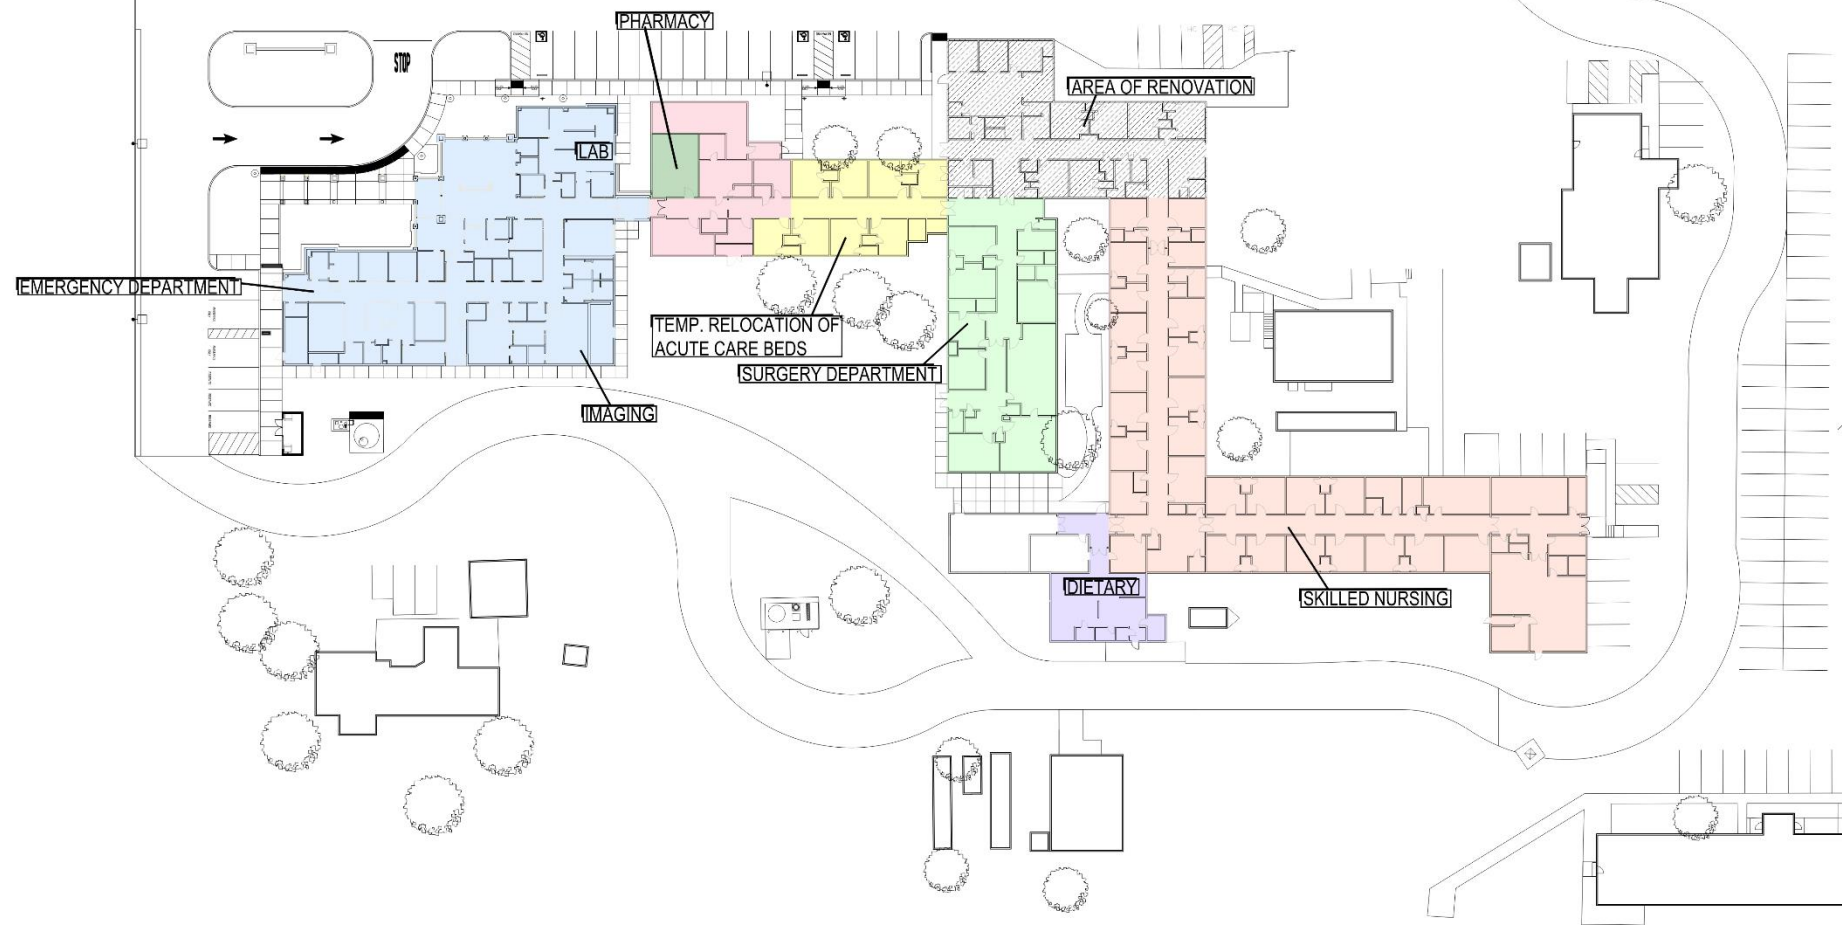 PHARMACY
STOP
AREA OF RENOVATION
LAB
EMERGENCY DEPARTMENT
TEMP. RELOCATION OF
ACUTE CARE BEDS
SURGERY DEPARTMENT
IMAGING
DIETARY
SKILLED NURSING